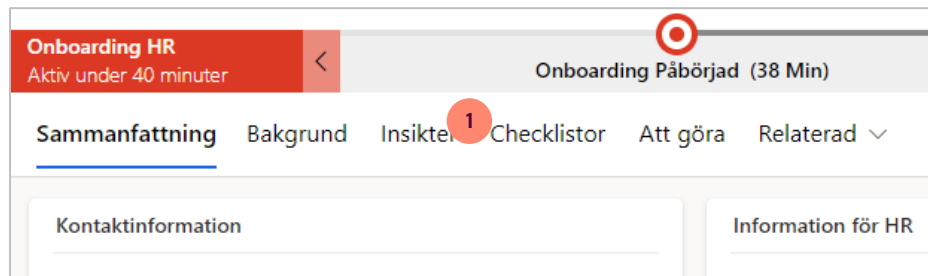 Onboarding HR
Aktiv under 40 minuter
Onboarding Påbörjad (38 Min)
Sammanfattning Bakgrund Insikter 1 Checklistor Att göra Relaterad
Kontaktinformation Information för HR